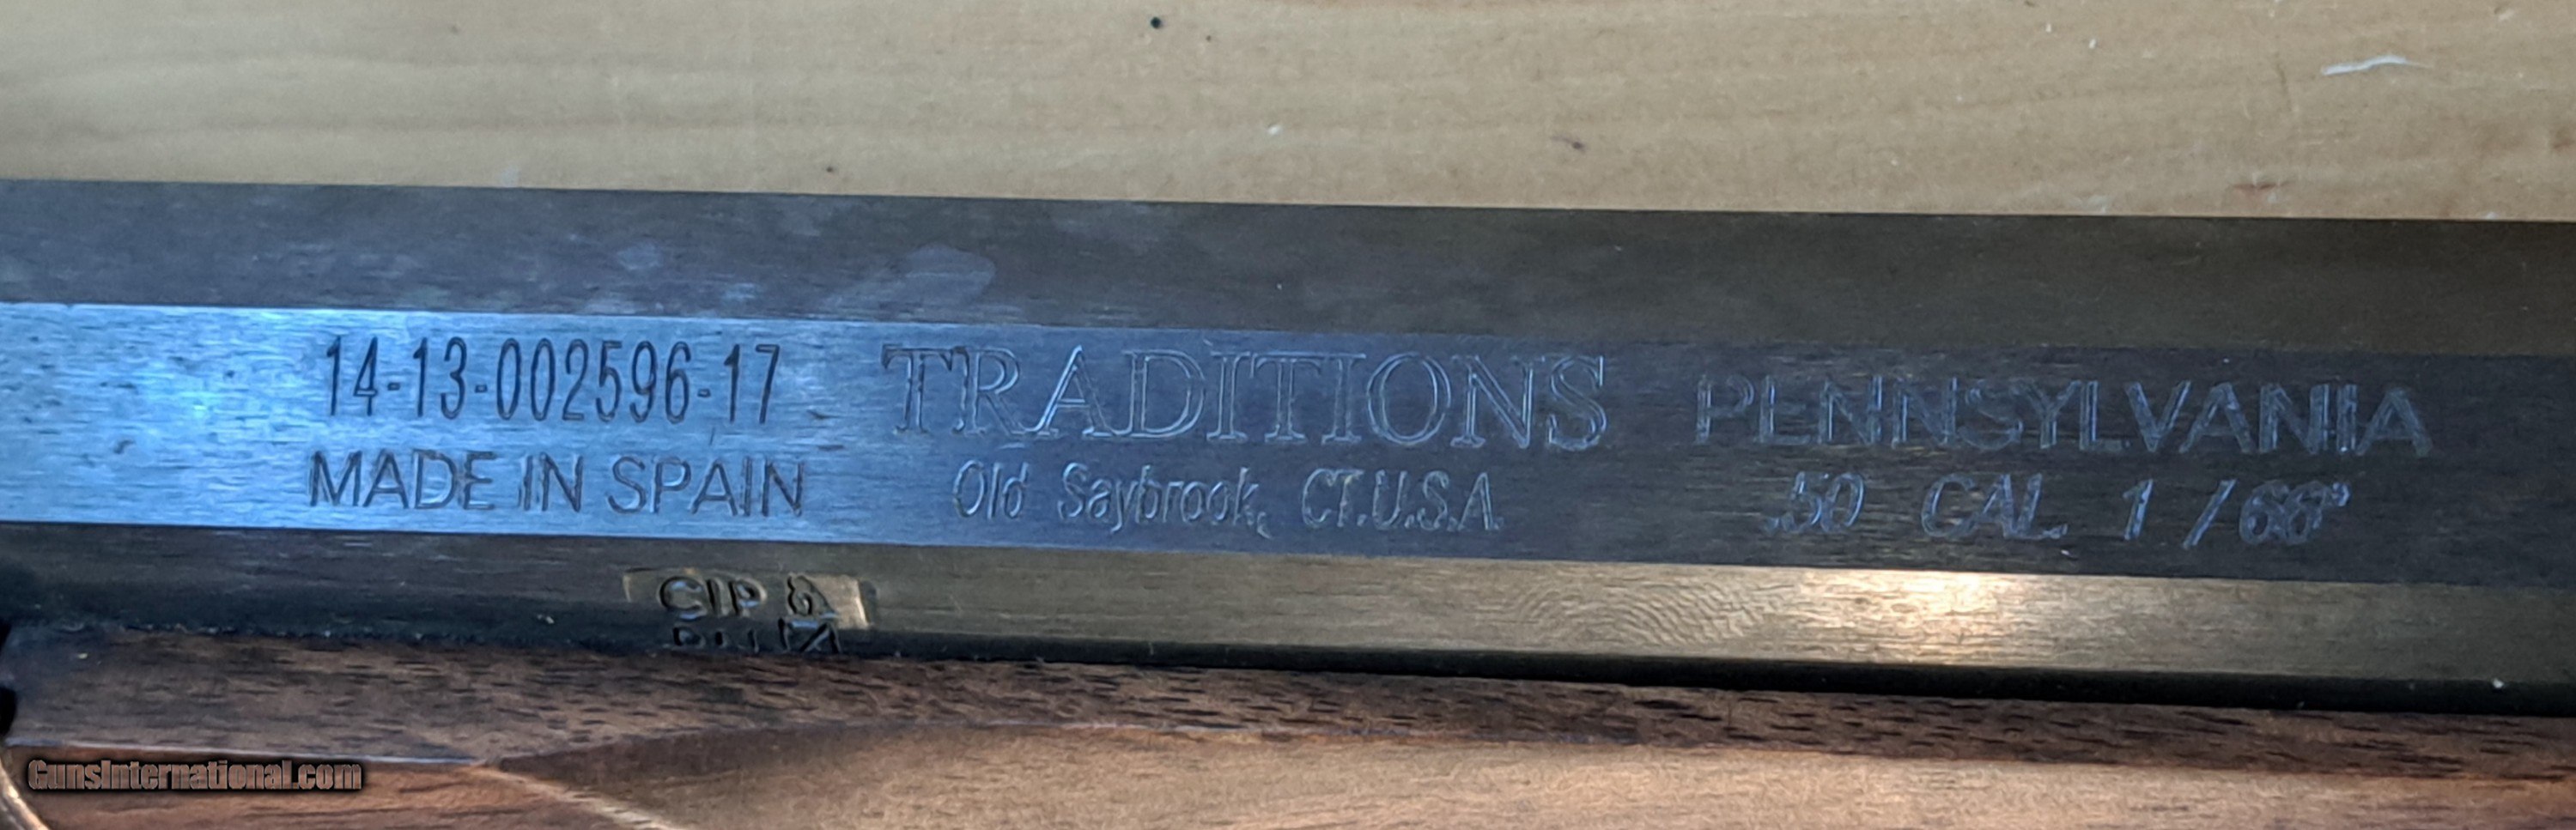 14-13-002596-17 TRADITIONS PENNSYLVANIA
MADE IN SPAIN Old Saybrook, CT.U.S.A. .50 CAL. 1/66"
CIP
GunsInternational.com